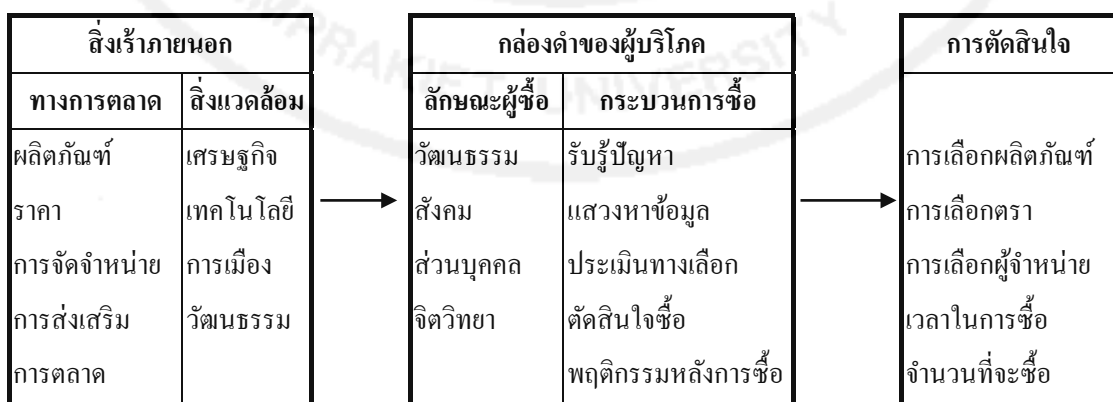 สิ่งเร้าภายนอก
ทางการตลาด สิ่งแวดล้อม
ผลิตภัณฑ์ เศรษฐกิจ
ราคา เทคโนโลยี
การจัดจำหน่าย การเมือง
การส่งเสริม วัฒนธรรม
การตลาด
กล่องดำของผู้บริโภค
ลักษณะผู้ซื้อ กระบวนการซื้อ
วัฒนธรรม รับรู้ปัญหา
สังคม แสวงหาข้อมูล
ส่วนบุคคล ประเมินทางเลือก
จิตวิทยา ตัดสินใจซื้อ
พฤติกรรมหลังการซื้อ
การตัดสินใจ
การเลือกผลิตภัณฑ์
การเลือกตรา
การเลือกผู้จำหน่าย
เวลาในการซื้อ
จำนวนที่จะซื้อ